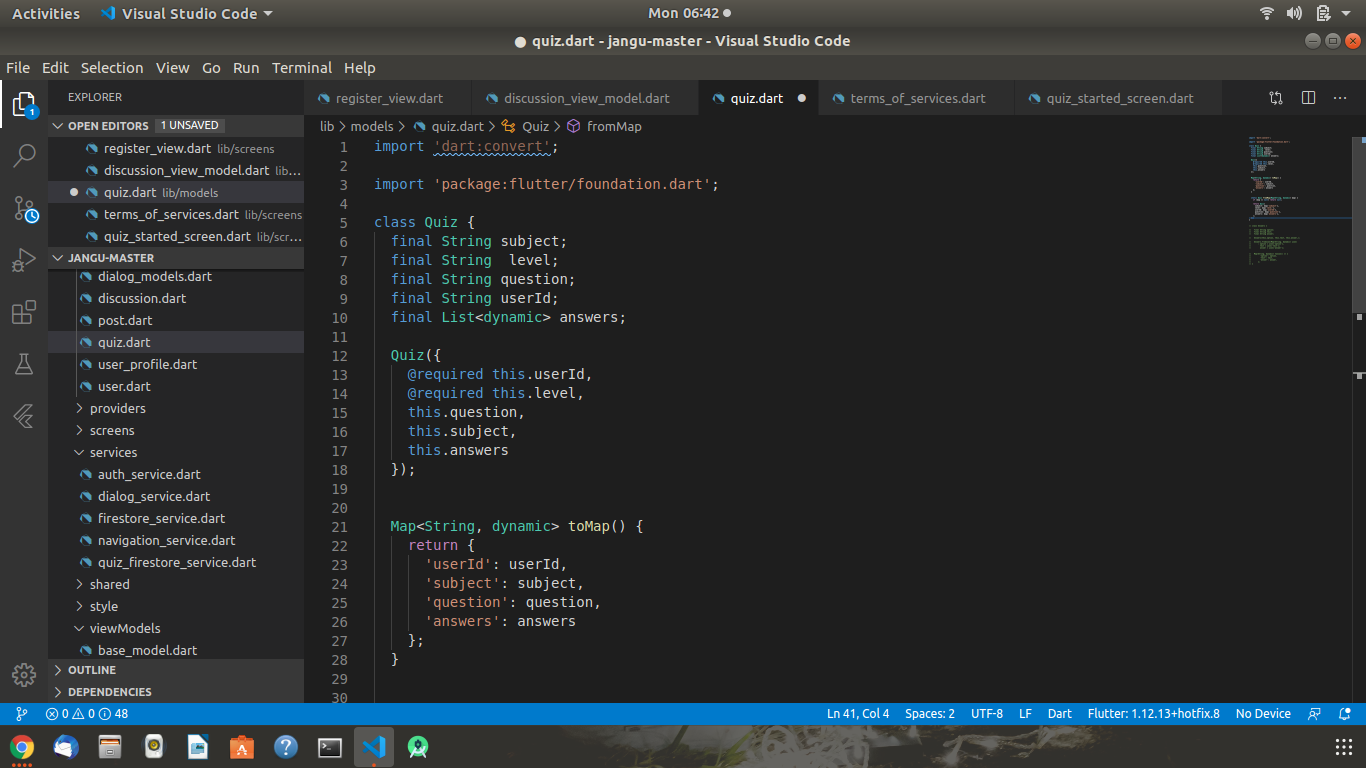 Activities Visual Studio Code Mon 06:42
quiz.dart - jangu-master - Visual Studio Code
File Edit Selection View Go Run Terminal Help
1
EXPLORER
OPEN EDITORS 1 UNSAVED
register_view.dart lib/screens
discussion_view_model.dart lib...
quiz.dart lib/models
terms_of_services.dart lib/screens
quiz_started_screen.dart lib/scr...
JANGU-MASTER
dialog_models.dart
discussion.dart
post.dart
quiz.dart
user_profile.dart
user.dart
providers
screens
services
auth_service.dart
dialog_service.dart
firestore_service.dart
navigation_service.dart
quiz_firestore_service.dart
shared
style
viewModels
base_model.dart
OUTLINE
DEPENDENCIES
register_view.dart discussion_view_model.dart quiz.dart terms_of_services.dart quiz_started_screen.dart
lib > models > quiz.dart > Quiz > fromMap
1 import 'dart:convert';
2
3 import 'package:flutter/foundation.dart';
4
5 class Quiz {
6 final String subject;
7 final String  level;
8 final String question;
9 final String userId;
10 final List<dynamic> answers;
11
12 Quiz({
13 @required this.userId,
14 @required this.level,
15 this.question,
16 this.subject,
17 this.answers
18 });
19
20
21 Map<String, dynamic> toMap() {
22 return {
23 'userId': userId,
24 'subject': subject,
25 'question': question,
26 'answers': answers
27 };
28 }
29
30
0 0 48 Ln 41, Col 4 Spaces: 2 UTF-8 LF Dart Flutter: 1.12.13+hotfix.8 No Device